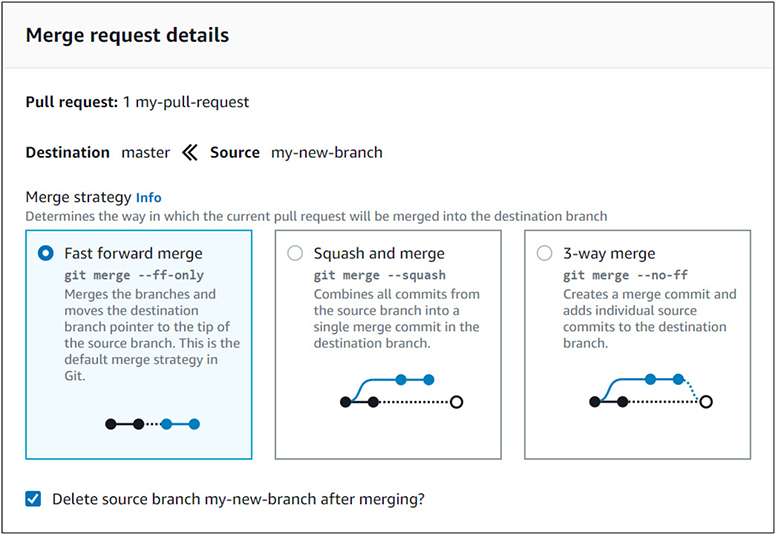 Merge request details
Pull request: 1 my-pull-request
Destination master Source my-new-branch
Merge strategy Info
Determines the way in which the current pull request will be merged into the destination branch
Fast forward merge
git merge --ff-only
Merges the branches and
moves the destination
branch pointer to the tip of
the source branch. This is the
default merge strategy in
Git.
Squash and merge
git merge --squash
Combines all commits from
the source branch into a
single merge commit in the
destination branch.
3-way merge
git merge --no-ff
Creates a merge commit and
adds individual source
commits to the destination
branch.
Delete source branch my-new-branch after merging?